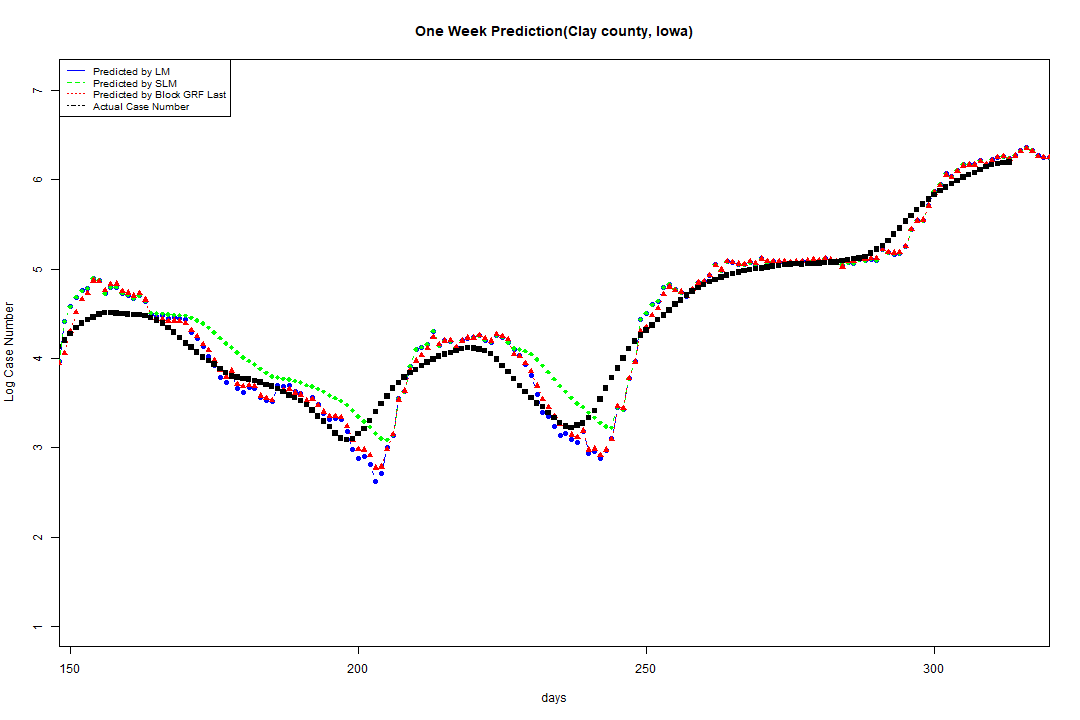 One Week Prediction(Clay county, Iowa)
Predicted by LM
Predicted by SLM
Predicted by Block GRF Last
Actual Case Number
7
6
5
4
3
2
1
Log Case Number
150 200 250 300
days